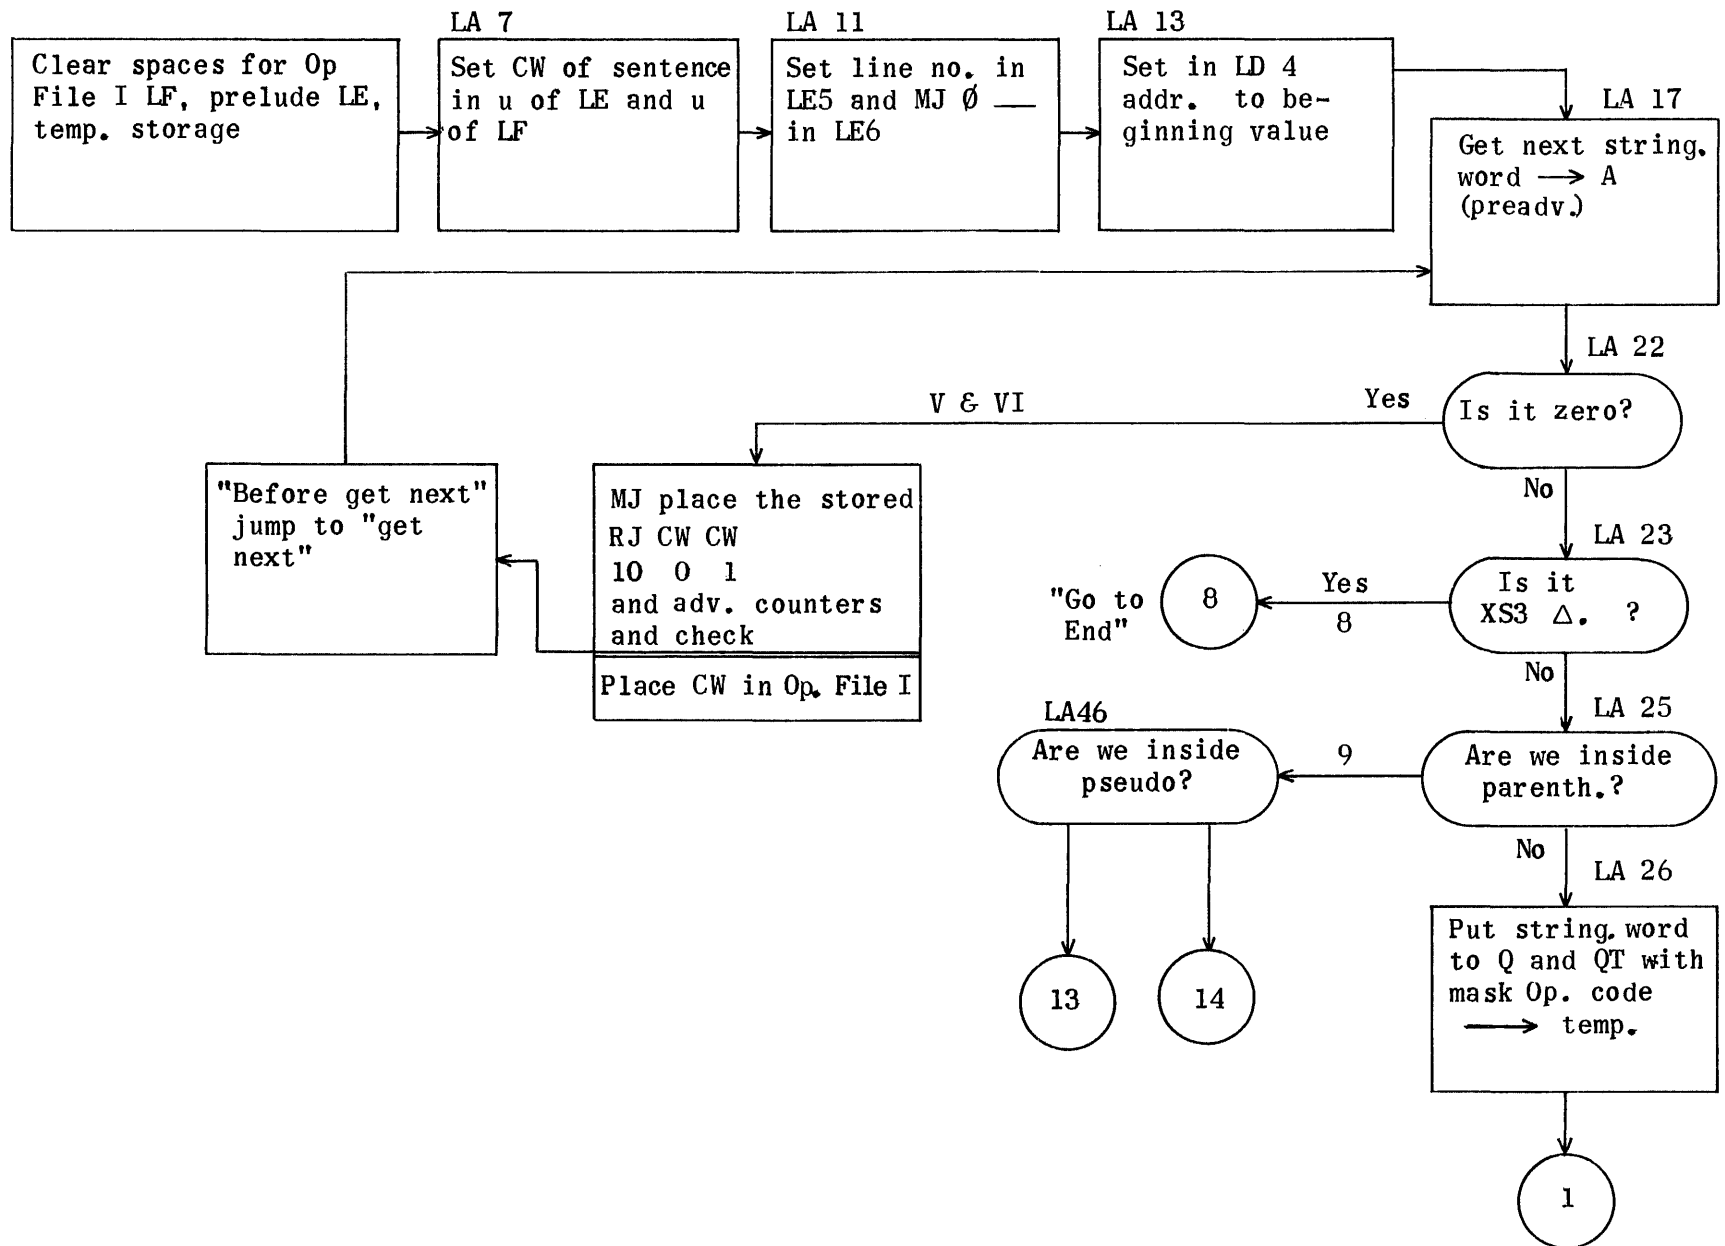 Clear spaces for Op
File I LF, prelude LE,
temp. storage
LA 7
Set CW of sentence
in u of LE and u
of LF
LA 11
Set line no. in
LE5 and MJ Ø __
in LE6
LA 13
Set in LD 4
addr. to be-
ginning value
LA 17
Get next string.
word → A
(preadv.)
LA 22
Is it zero?
Yes
V & VI
MJ place the stored
RJ CW CW
10 0 1
and adv. counters
and check
Place CW in Op. File I
"Before get next"
jump to "get
next"
No
LA 23
Is it
XS3 Δ. ?
Yes
8
8
"Go to
End"
No
LA 25
Are we inside
parenth.?
9
LA46
Are we inside
pseudo?
13
14
No
LA 26
Put string. word
to Q and QT with
mask Op. code
→ temp.
1